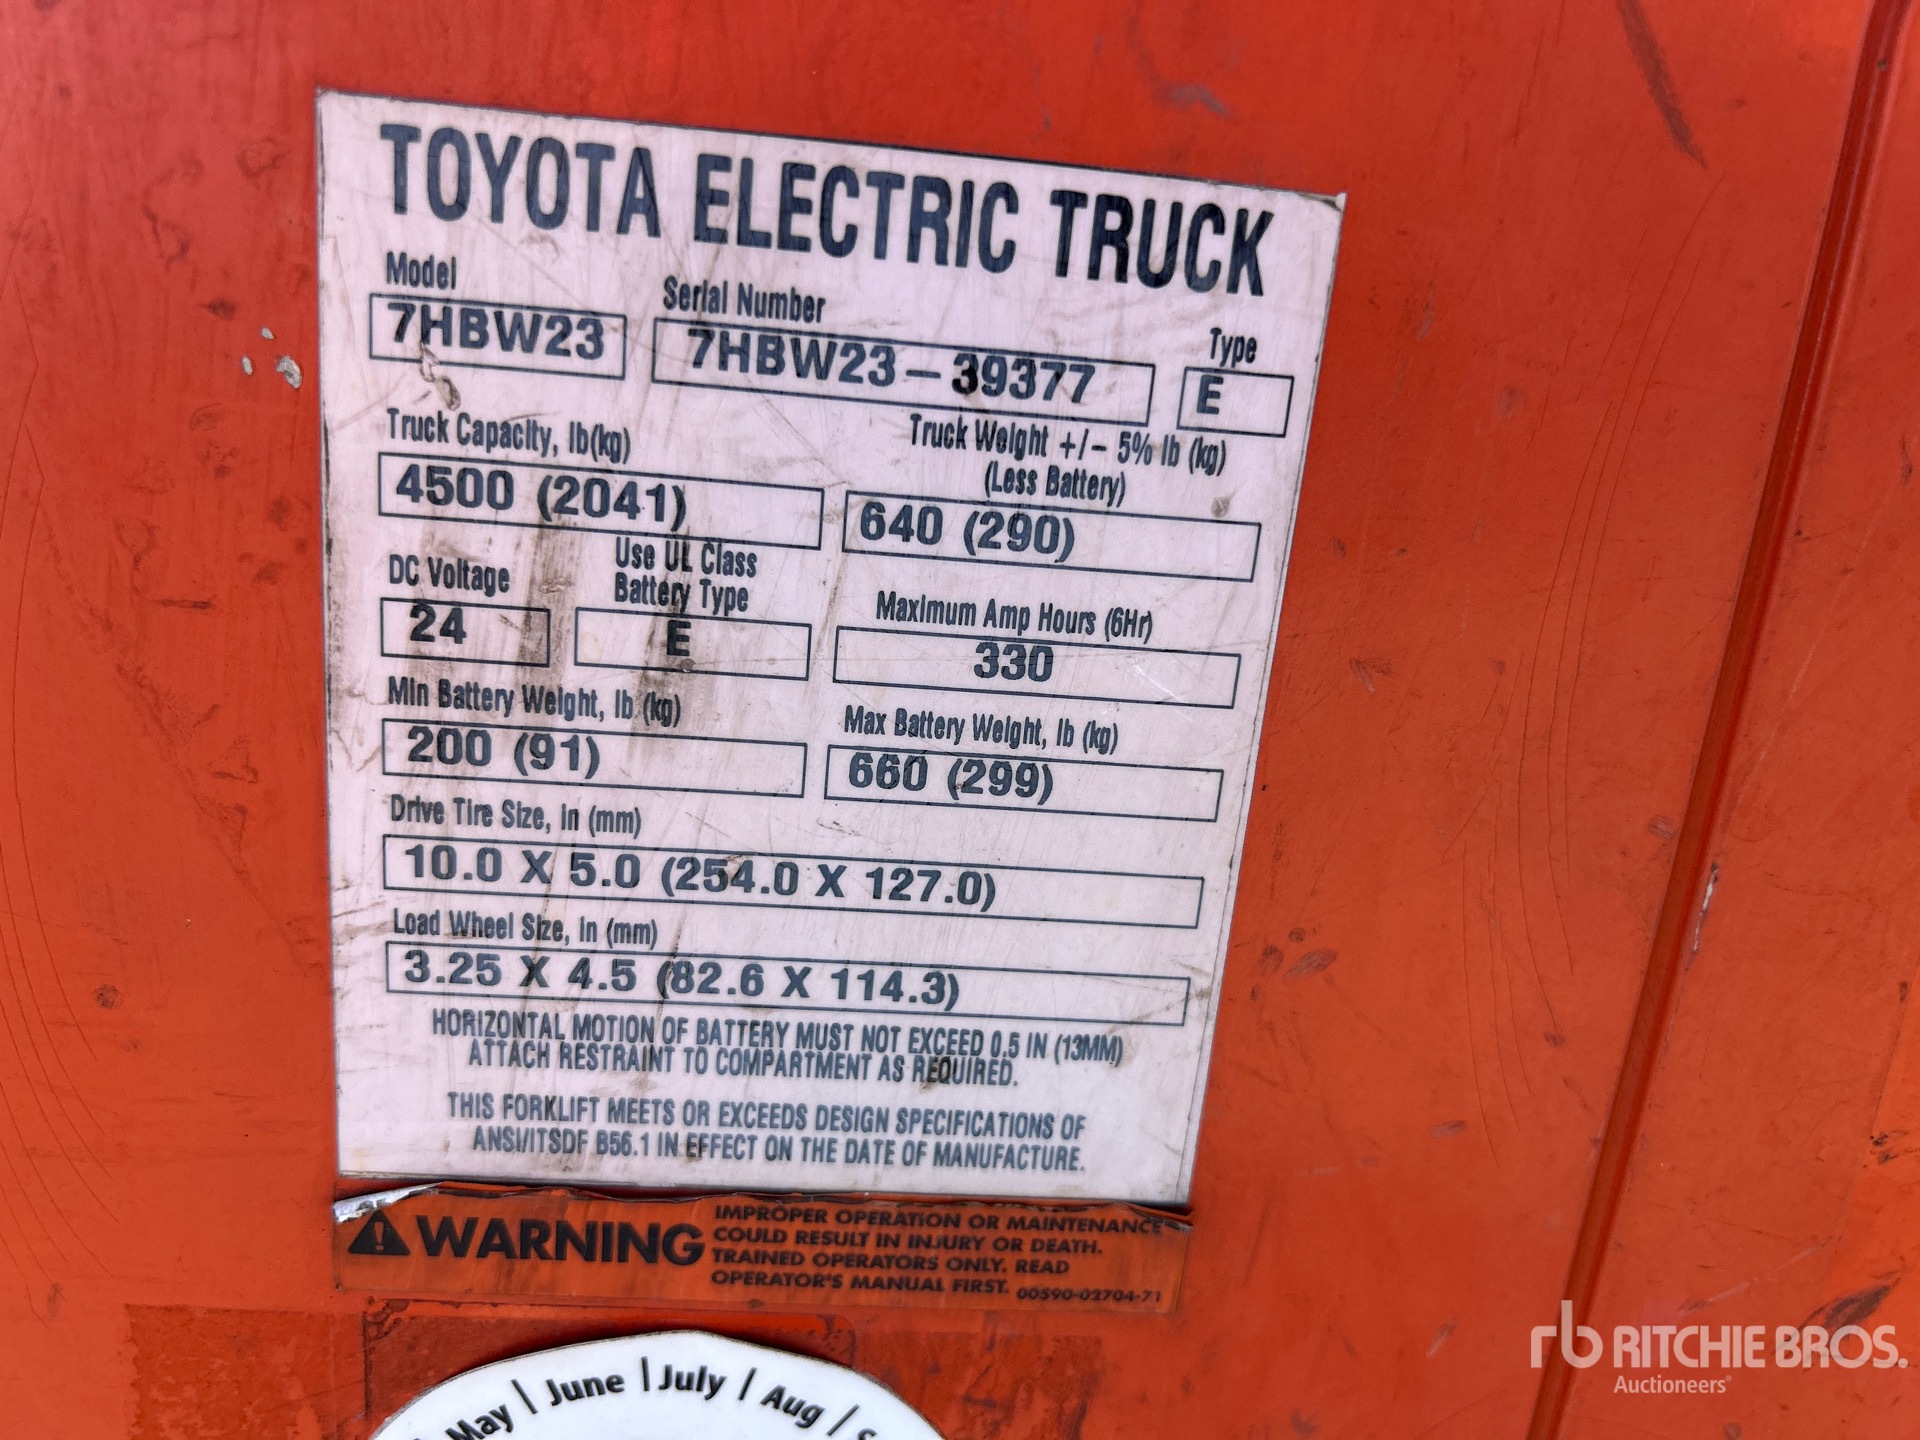 TOYOTA ELECTRIC TRUCK
Model
Serial Number
Type
7HBW23
7HBW23-39377
E
Truck Capacity, lb(kg)
Truck Weight +/- 5% lb (kg)
(Less Battery)
4500 (2041)
640 (290)
DC Voltage
Use UL Class
Battery Type
Maximum Amp Hours (6Hr)
24
E
330
Min Battery Weight, lb (kg)
Max Battery Weight, lb (kg)
200 (91)
660 (299)
Drive Tire Size, in (mm)
10.0 X 5.0 (254.0 X 127.0)
Load Wheel Size, in (mm)
3.25 X 4.5 (82.6 X 114.3)
HORIZONTAL MOTION OF BATTERY MUST NOT EXCEED 0.5 IN (13MM)
ATTACH RESTRAINT TO COMPARTMENT AS REQUIRED.
THIS FORKLIFT MEETS OR EXCEEDS DESIGN SPECIFICATIONS OF
ANSI/ITSDF B56.1 IN EFFECT ON THE DATE OF MANUFACTURE.
WARNING
IMPROPER OPERATION OR MAINTENANCE
COULD RESULT IN INJURY OR DEATH.
TRAINED OPERATORS ONLY. READ
OPERATOR'S MANUAL FIRST. 00590-02704-71
May | June | July | Aug |
rb RITCHIE BROS.
Auctioneers